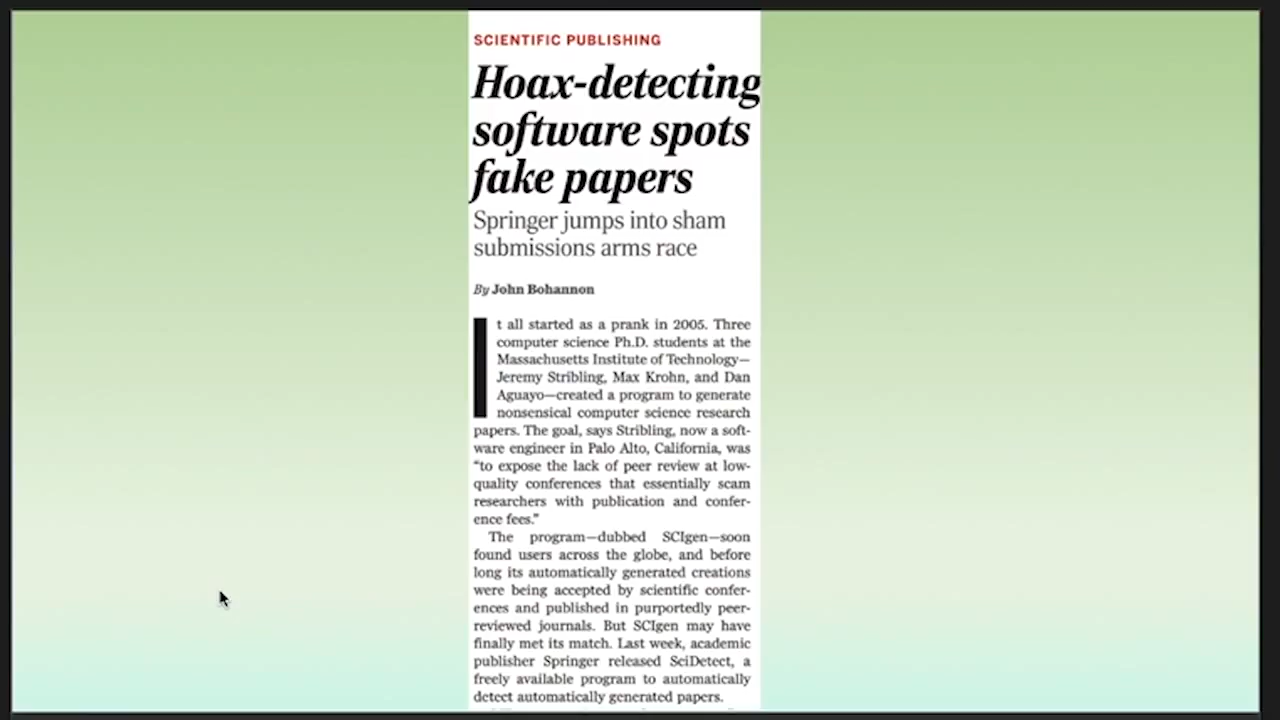 SCIENTIFIC PUBLISHING
Hoax-detecting
software spots
fake papers
Springer jumps into sham
submissions arms race
By John Bohannon
It all started as a prank in 2005. Three
computer science Ph.D. students at the
Massachusetts Institute of Technology—
Jeremy Stribling, Max Krohn, and Dan
Aguayo—created a program to generate
nonsensical computer science research
papers. The goal, says Stribling, now a soft-
ware engineer in Palo Alto, California, was
“to expose the lack of peer review at low-
quality conferences that essentially scam
researchers with publication and confer-
ence fees.”
The program—dubbed SCIgen—soon
found users across the globe, and before
long its automatically generated creations
were being accepted by scientific confer-
ences and published in purportedly peer-
reviewed journals. But SCIgen may have
finally met its match. Last week, academic
publisher Springer released SciDetect, a
freely available program to automatically
detect automatically generated papers.